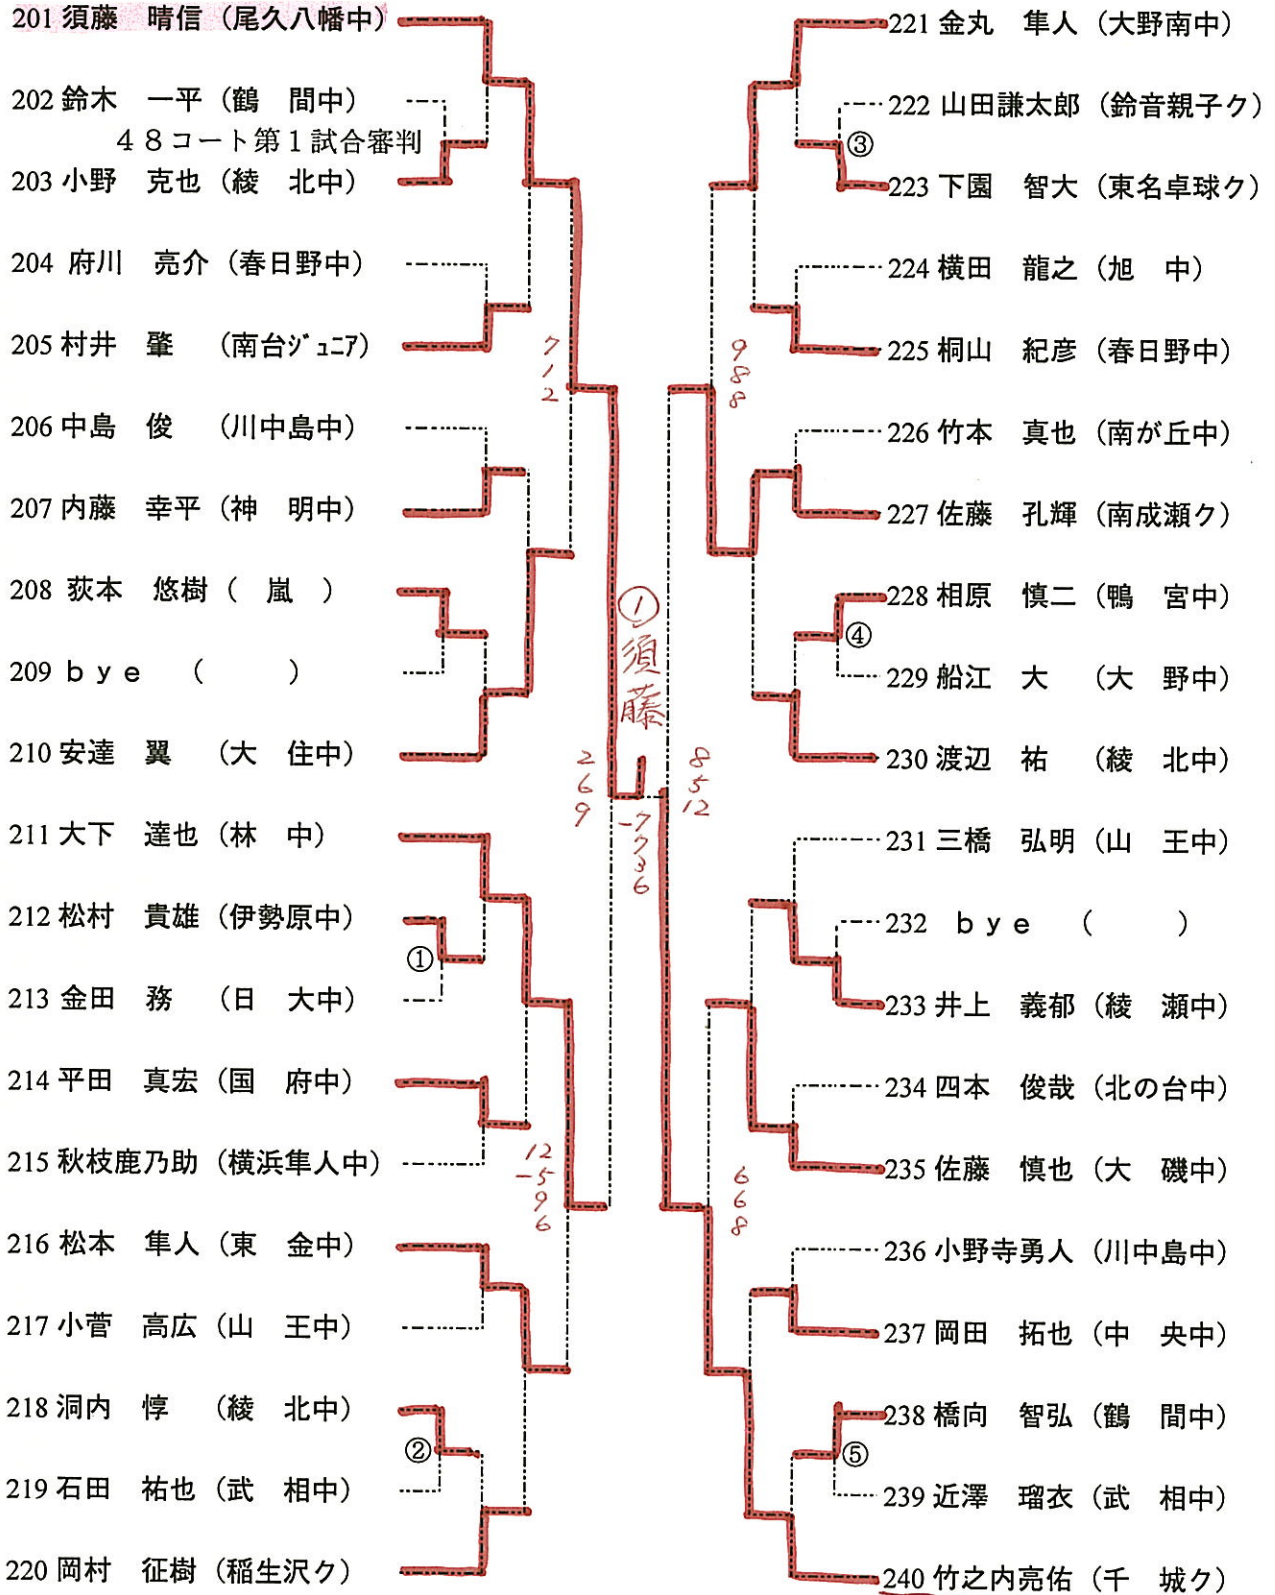 201 須藤　晴信（尾久八幡中）
202 鈴木　一平（鶴　間中）
４８コート第１試合審判
203 小野　克也（綾　北中）
204 府川　亮介（春日野中）
205 村井　肇　（南台ｼﾞｭﾆｱ）
206 中島　俊　（川中島中）
207 内藤　幸平（神　明中）
208 荻本　悠樹（　嵐　）
209 ｂｙｅ　（　　　）
210 安達　翼　（大　住中）
211 大下　達也（林　中）
212 松村　貴雄（伊勢原中）
①
213 金田　務　（日　大中）
214 平田　真宏（国　府中）
215 秋枝鹿乃助（横浜隼人中）
216 松本　隼人（東　金中）
217 小菅　高広（山　王中）
218 洞内　惇　（綾　北中）
②
219 石田　祐也（武　相中）
220 岡村　征樹（稲生沢ク）
7
1
2
2
6
9
12
-5
9
6
①須藤
-7
7
3
6
9
8
8
8
5
12
6
6
8
221 金丸　隼人（大野南中）
222 山田謙太郎（鈴音親子ク）
③
223 下園　智大（東名卓球ク）
224 横田　龍之（旭　中）
225 桐山　紀彦（春日野中）
226 竹本　真也（南が丘中）
227 佐藤　孔輝（南成瀬ク）
228 相原　慎二（鴨　宮中）
④
229 船江　大　（大　野中）
230 渡辺　祐　（綾　北中）
231 三橋　弘明（山　王中）
232 ｂｙｅ　（　　　）
233 井上　義郁（綾　瀬中）
234 四本　俊哉（北の台中）
235 佐藤　慎也（大　磯中）
236 小野寺勇人（川中島中）
237 岡田　拓也（中　央中）
238 橋向　智弘（鶴　間中）
⑤
239 近澤　瑠衣（武　相中）
240 竹之内亮佑（千　城ク）